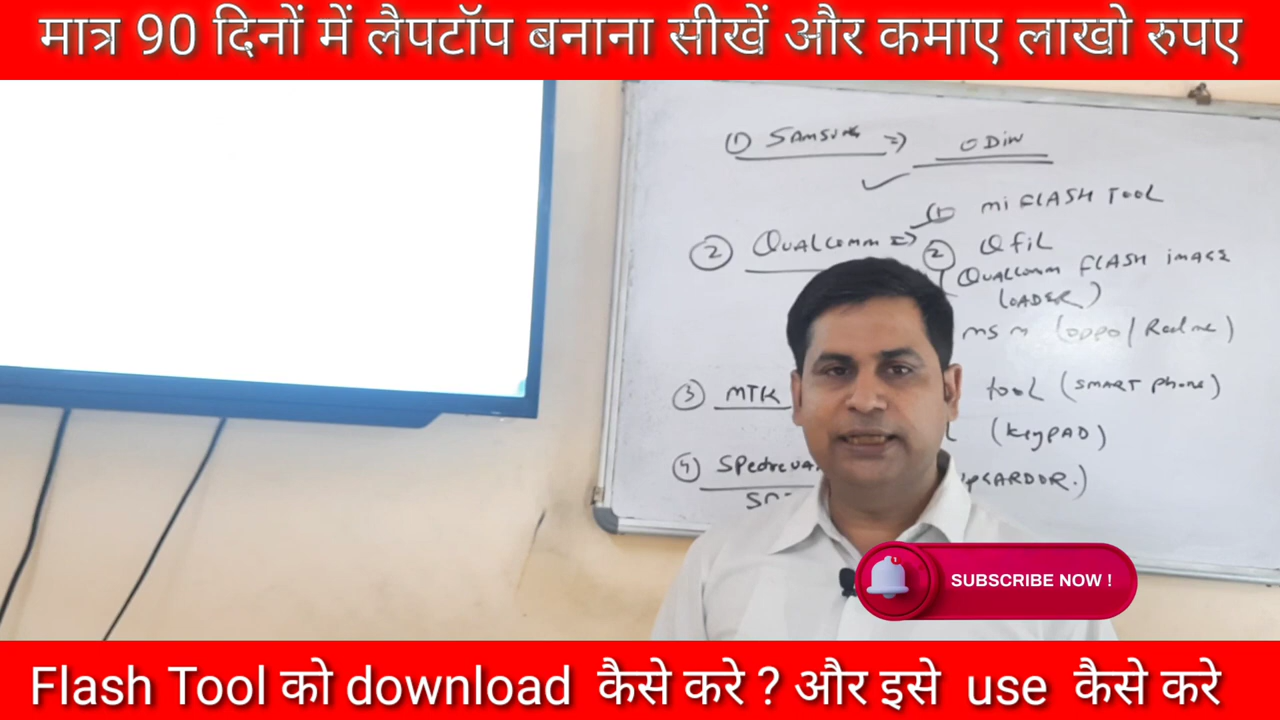 मात्र 90 दिनों में लैपटॉप बनाना सीखें और कमाए लाखो रुपए
① SAMSUNG => ODIN
② QUALCOMM => ① mi FLASH TOOL
② QfiL
(QUALCOMM FLASH IMAGE
LOADER)
msm (OPPO/Realme)
③ MTK tool (SMART Phone)
(KEYPAD)
④
SUBSCRIBE NOW !
Flash Tool को download कैसे करे ? और इसे use कैसे करे